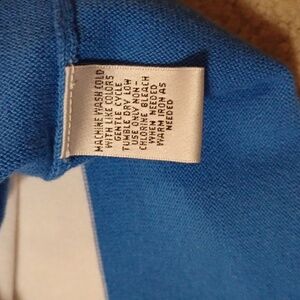 MACHINE WASH COLD
WITH LIKE COLORS
GENTLE CYCLE
TUMBLE DRY LOW
USE ONLY NON-
CHLORINE BLEACH
WHEN NEEDED
WARM IRON AS
NEEDED